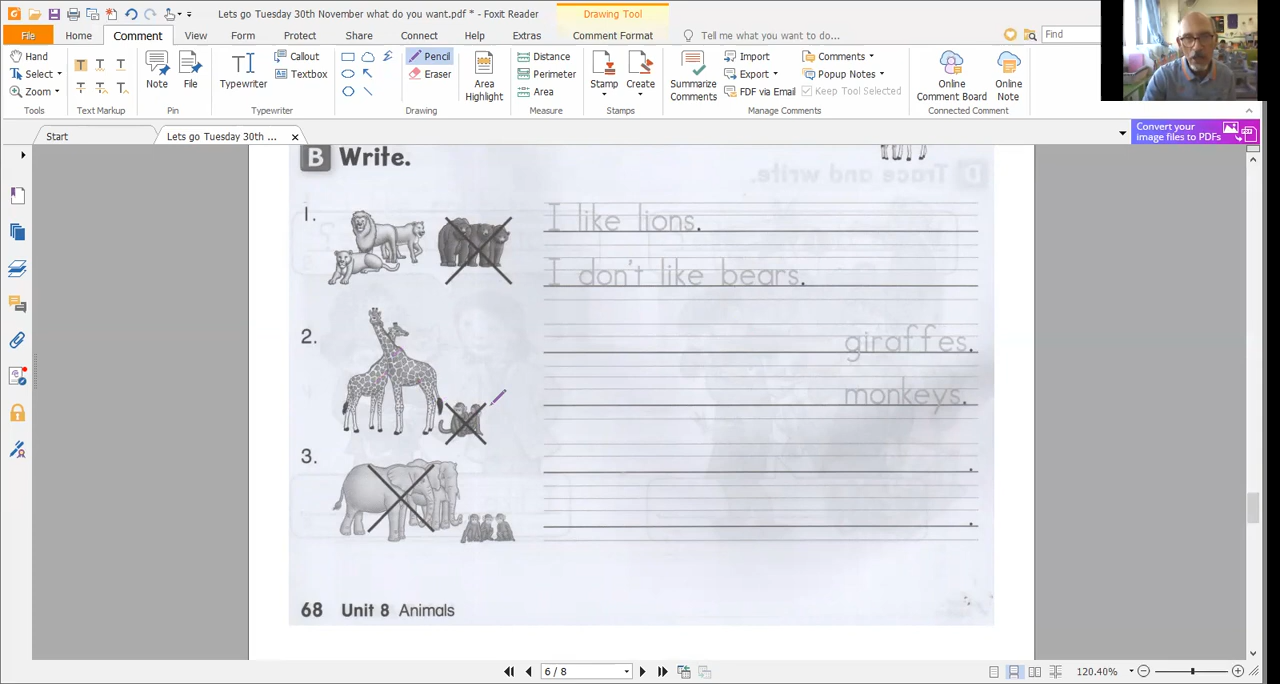 Lets go Tuesday 30th November what do you want.pdf * - Foxit Reader
Drawing Tool
File Home Comment View Form Protect Share Connect Help Extras Comment Format Tell me what you want to do... Find
Hand
Select
Zoom
Tools
Text Markup
Note File
Pin
Typewriter
Callout
Textbox
Typewriter
Pencil
Eraser
Drawing
Area Highlight
Distance
Perimeter
Area
Measure
Stamp Create
Stamps
Summarize Comments
Import
Export
FDF via Email
Comments
Popup Notes
Keep Tool Selected
Manage Comments
Online Comment Board
Online Note
Connected Comment
Start
Lets go Tuesday 30th ...
Convert your
image files to PDFs
B Write.
D Trace and write.
1.
I like lions.
I don't like bears.
2.
giraffes.
monkeys.
3.
.
.
68 Unit 8 Animals
6 / 8
120.40%